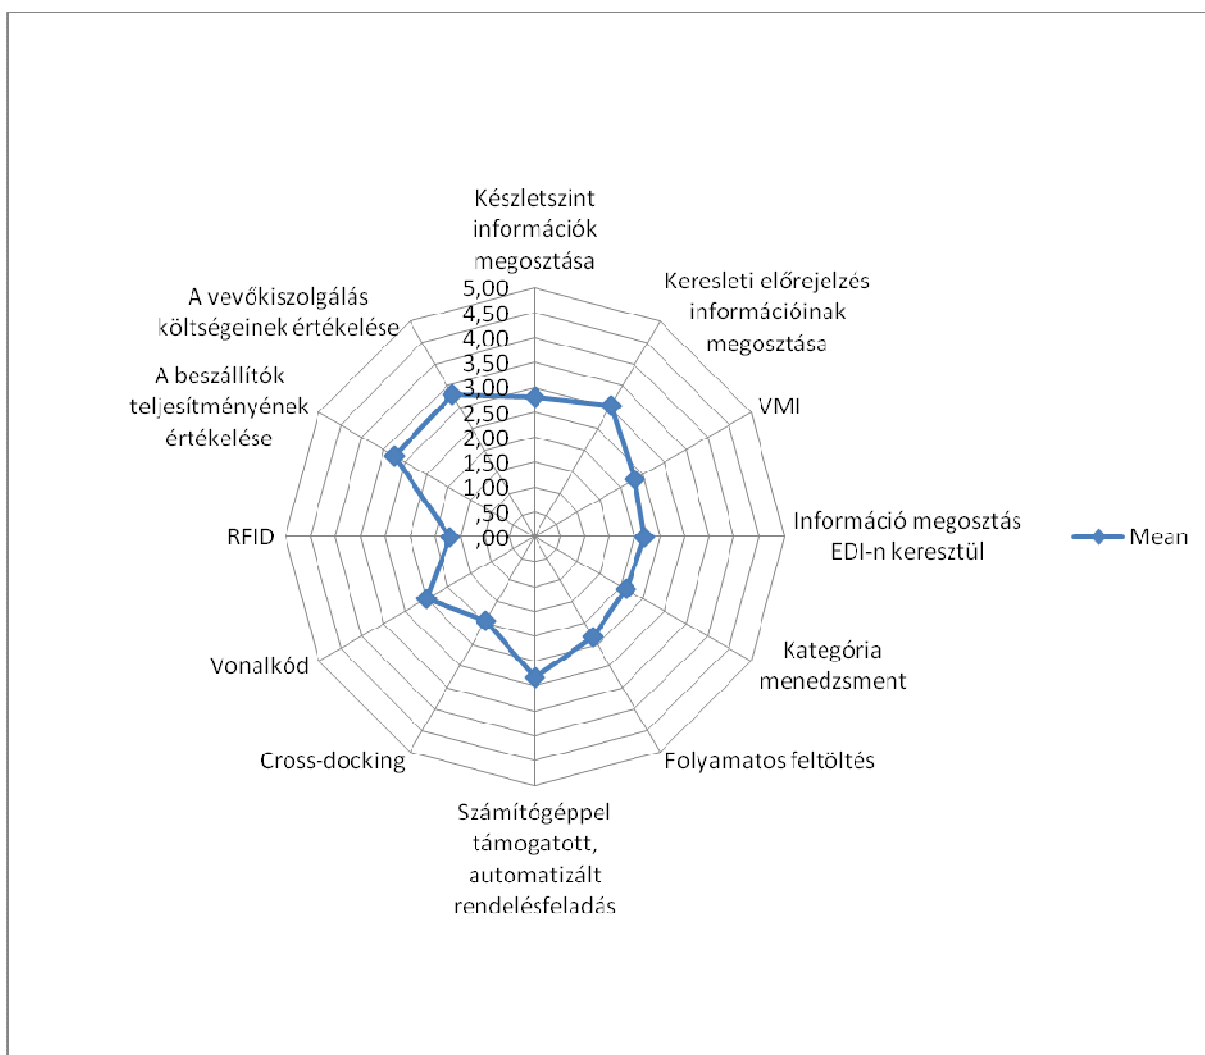 Készletszint
információk
megosztása
Keresleti előrejelzés
információinak
megosztása
VMI
Információ megosztás
EDI-n keresztül
Kategória
menedzsment
Folyamatos feltöltés
Számítógéppel
támogatott,
automatizált
rendelésfeladás
Cross-docking
Vonalkód
RFID
A beszállítók
teljesítményének
értékelése
A vevőkiszolgálás
költségeinek értékelése
5,00
4,50
4,00
3,50
3,00
2,50
2,00
1,50
1,00
,50
,00
Mean